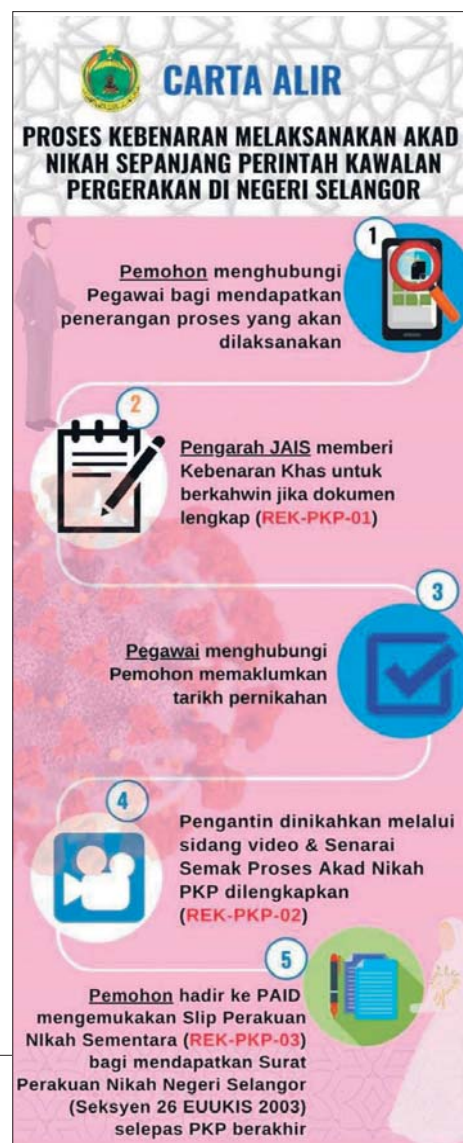 CARTA ALIR
PROSES KEBENARAN MELAKSANAKAN AKAD
NIKAH SEPANJANG PERINTAH KAWALAN
PERGERAKAN DI NEGERI SELANGOR
1
Pemohon menghubungi
Pegawai bagi mendapatkan
penerangan proses yang akan
dilaksanakan
2
Pengarah JAIS memberi
Kebenaran Khas untuk
berkahwin jika dokumen
lengkap (REK-PKP-01)
3
Pegawai menghubungi
Pemohon memaklumkan
tarikh pernikahan
4
Pengantin dinikahkan melalui
sidang video & Senarai
Semak Proses Akad Nikah
PKP dilengkapkan
(REK-PKP-02)
5
Pemohon hadir ke PAID
mengemukakan Slip Perakuan
NIkah Sementara (REK-PKP-03)
bagi mendapatkan Surat
Perakuan Nikah Negeri Selangor
(Seksyen 26 EUUKIS 2003)
selepas PKP berakhir